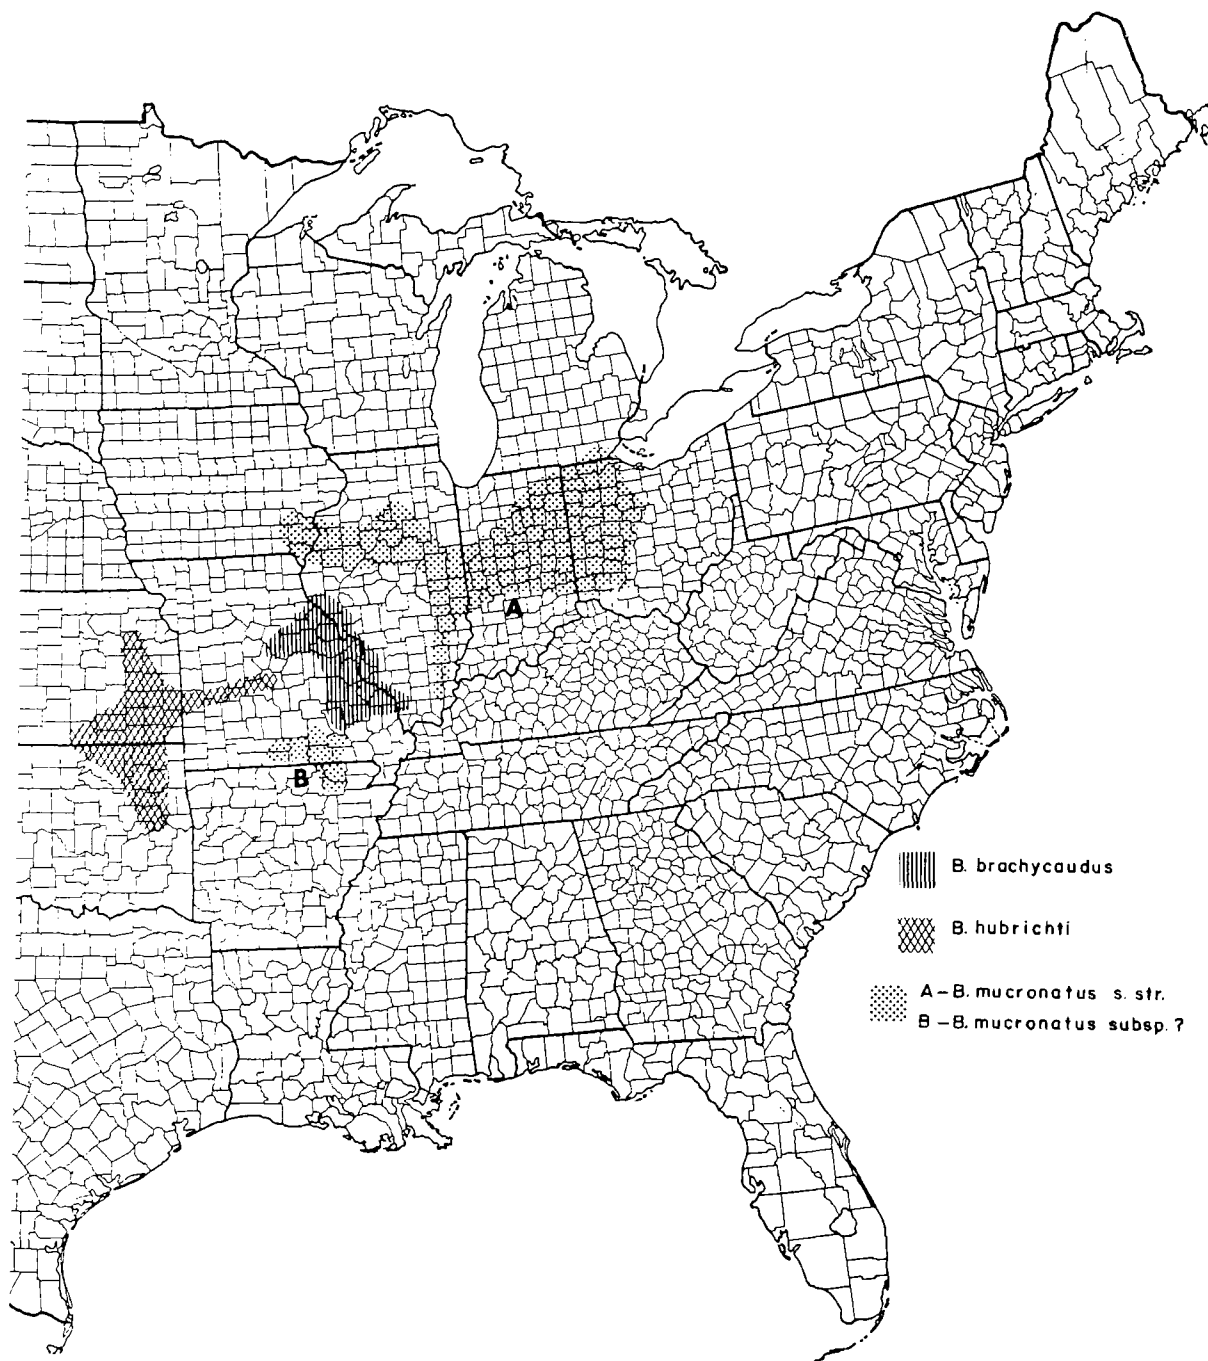 A
B
B. brachycaudus
B. hubrichti
A–B. mucronatus s. str.
B–B. mucronatus subsp. ?